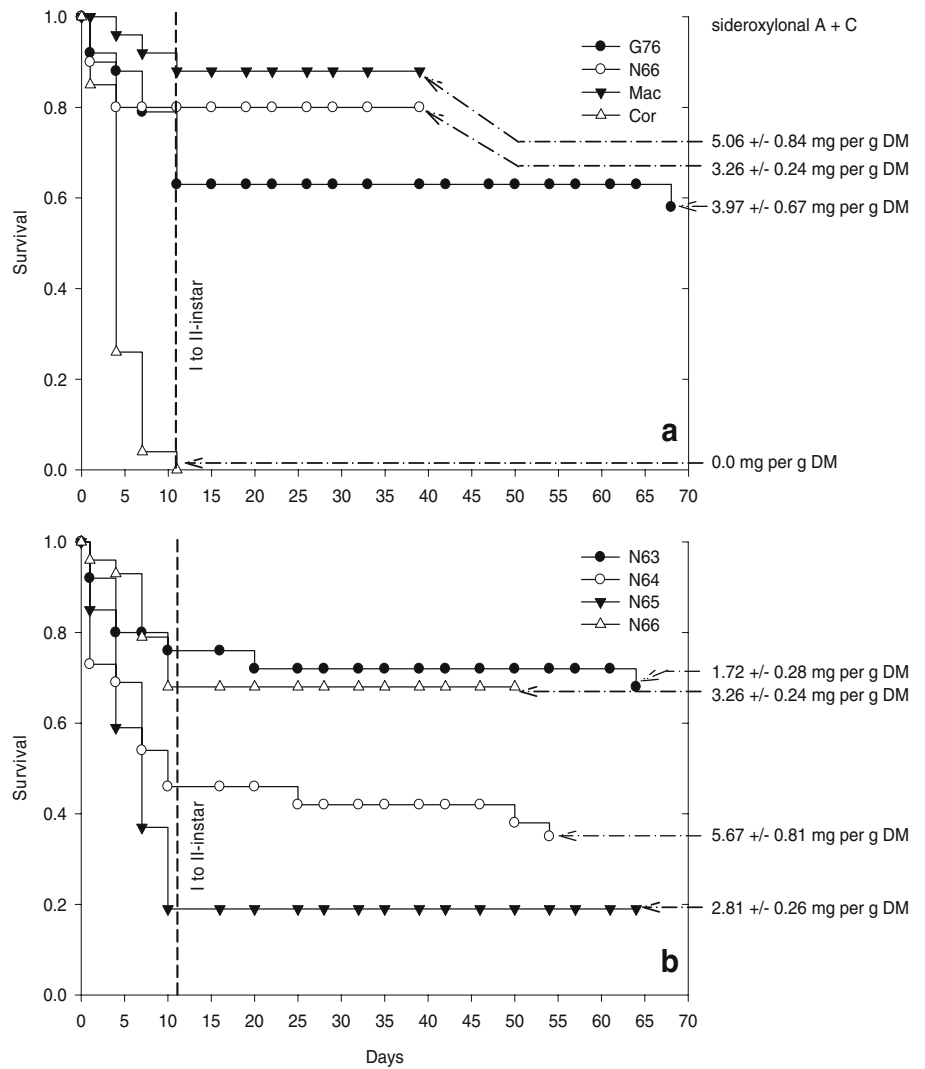 sideroxylonal A + C
G76
N66
Mac
Cor
1.0
0.8
0.6
0.4
0.2
0.0
Survival
I to II-instar
5.06 +/- 0.84 mg per g DM
3.26 +/- 0.24 mg per g DM
3.97 +/- 0.67 mg per g DM
a
0.0 mg per g DM
0 5 10 15 20 25 30 35 40 45 50 55 60 65 70
N63
N64
N65
N66
1.0
0.8
0.6
0.4
0.2
0.0
Survival
I to II-instar
1.72 +/- 0.28 mg per g DM
3.26 +/- 0.24 mg per g DM
5.67 +/- 0.81 mg per g DM
2.81 +/- 0.26 mg per g DM
b
0 5 10 15 20 25 30 35 40 45 50 55 60 65 70
Days